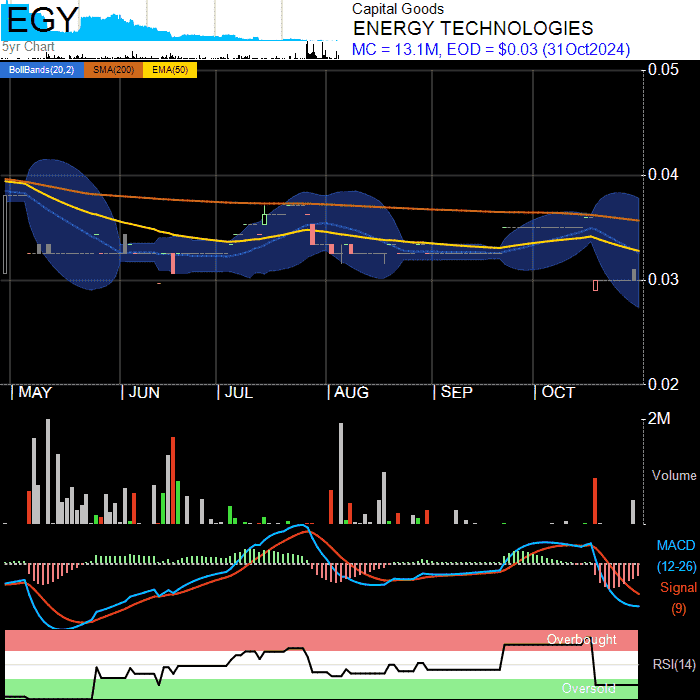 EGY
5yr Chart
Capital Goods
ENERGY TECHNOLOGIES
MC = 13.1M, EOD = $0.03 (31Oct2024)
BollBands(20,2) SMA(200) EMA(50)
0.05
0.04
0.03
0.02
MAY JUN JUL AUG SEP OCT
2M
Volume
MACD
(12-26)
Signal
(9)
Overbought
RSI(14)
Oversold